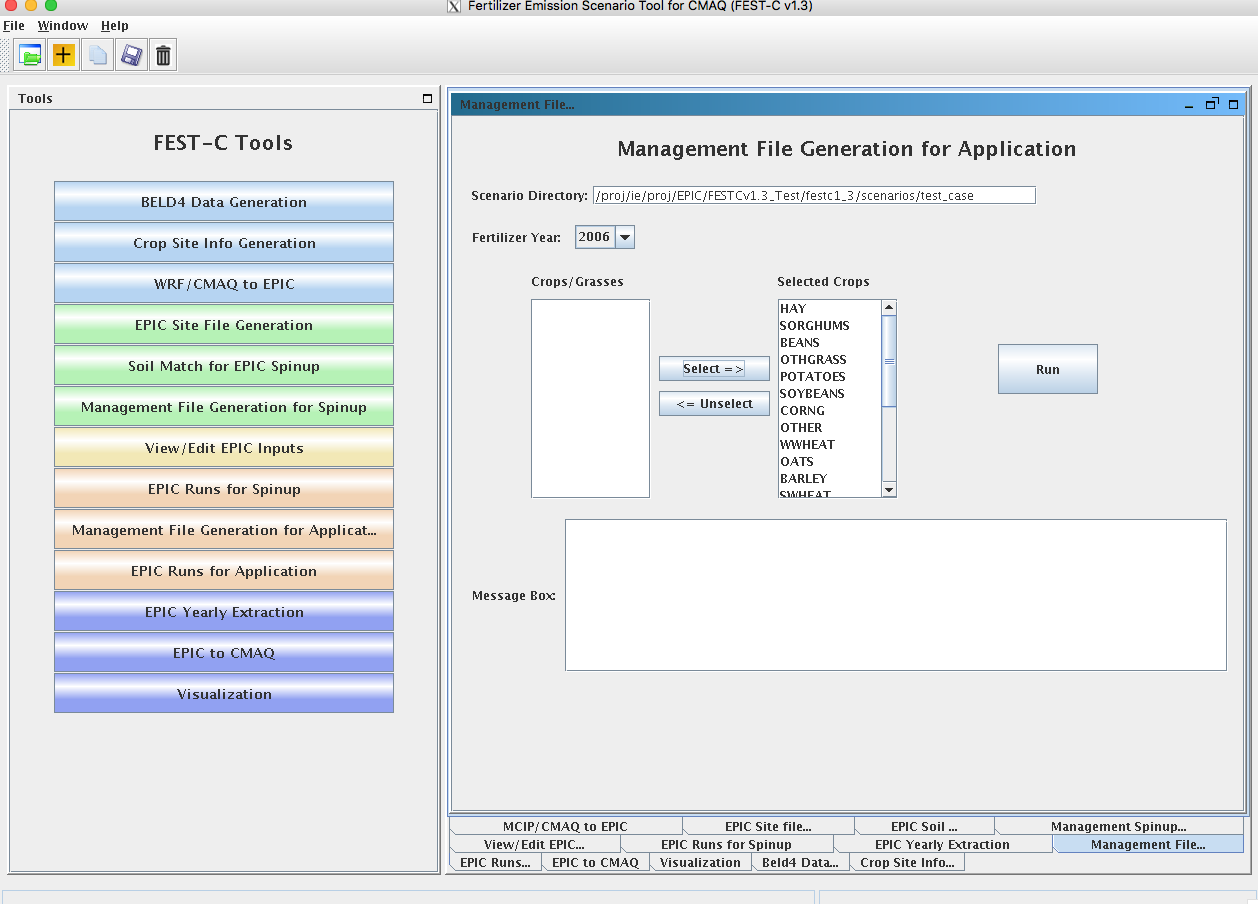 Fertilizer Emission Scenario Tool for CMAQ (FEST-C v1.3)
File Window Help
Tools
FEST-C Tools
BELD4 Data Generation
Crop Site Info Generation
WRF/CMAQ to EPIC
EPIC Site File Generation
Soil Match for EPIC Spinup
Management File Generation for Spinup
View/Edit EPIC Inputs
EPIC Runs for Spinup
Management File Generation for Applicat...
EPIC Runs for Application
EPIC Yearly Extraction
EPIC to CMAQ
Visualization
Management File...
Management File Generation for Application
Scenario Directory: /proj/ie/proj/EPIC/FESTCv1.3_Test/festc1_3/scenarios/test_case
Fertilizer Year: 2006
Crops/Grasses
Select =>
<= Unselect
Selected Crops
HAY
SORGHUMS
BEANS
OTHGRASS
POTATOES
SOYBEANS
CORNG
OTHER
WWHEAT
OATS
BARLEY
SWHEAT
Run
Message Box:
MCIP/CMAQ to EPIC EPIC Site file... EPIC Soil ... Management Spinup...
View/Edit EPIC... EPIC Runs for Spinup EPIC Yearly Extraction Management File...
EPIC Runs... EPIC to CMAQ Visualization Beld4 Data... Crop Site Info...